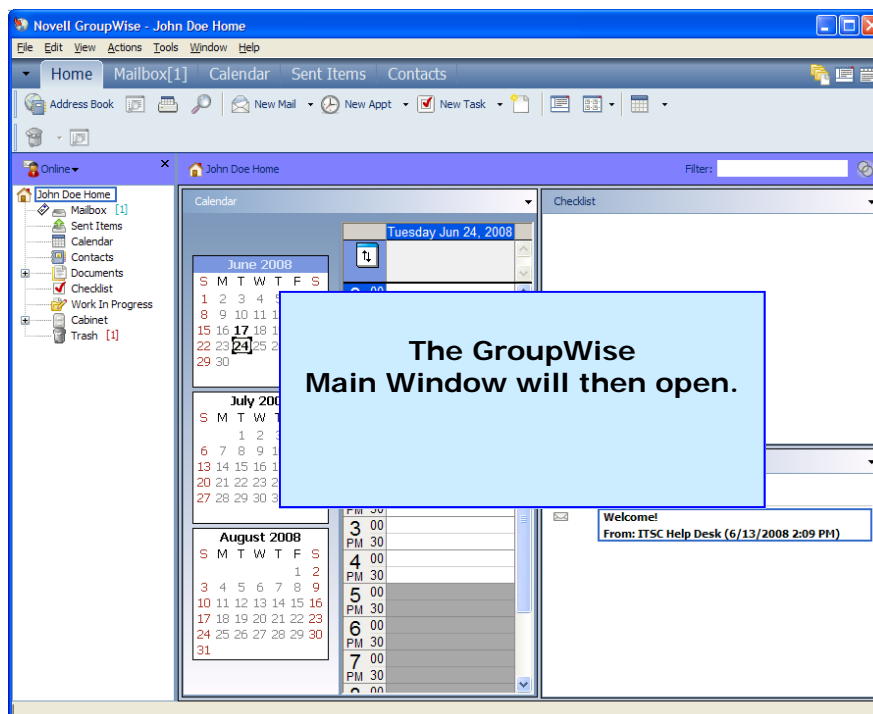 Novell GroupWise - John Doe Home
File Edit View Actions Tools Window Help
Home Mailbox[1] Calendar Sent Items Contacts
Address Book New Mail New Appt New Task
Online
John Doe Home
Filter:
John Doe Home
Mailbox [1]
Sent Items
Calendar
Contacts
Documents
Checklist
Work In Progress
Cabinet
Trash [1]
Calendar
June 2008
S M T W T F S
1 2 3 4
8 9 10 11
15 16 17 18
22 23 24 25
29 30
July 200
S M T W
1 2
6 7 8 9
13 14 15 16
20 21 22 23
27 28 29 30
August 2008
S M T W T F S
1 2
3 4 5 6 7 8 9
10 11 12 13 14 15 16
17 18 19 20 21 22 23
24 25 26 27 28 29 30
31
Tuesday Jun 24, 2008
The GroupWise
Main Window will then open.
3 00
PM 30
4 00
PM 30
5 00
PM 30
6 00
PM 30
7 00
PM 30
Checklist
Welcome!
From: ITSC Help Desk (6/13/2008 2:09 PM)